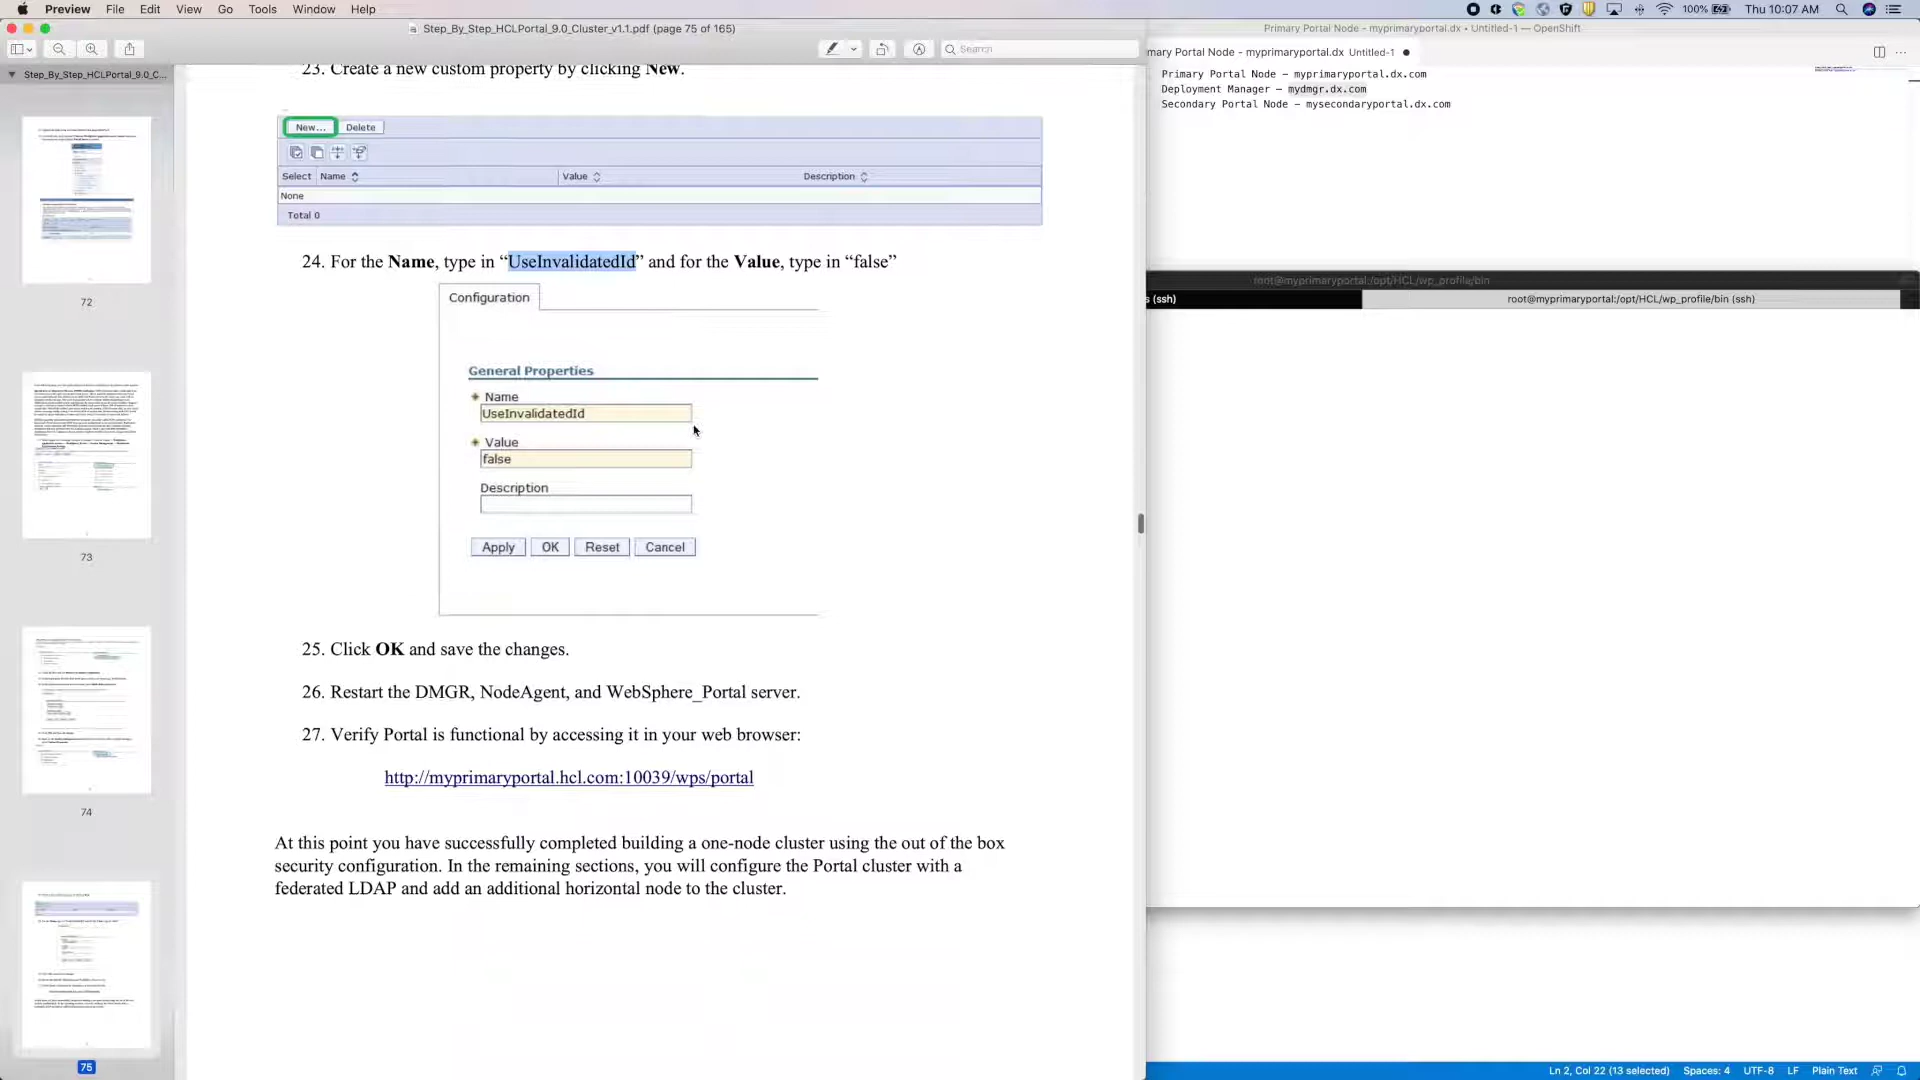 Preview File Edit View Go Tools Window Help
100% Thu 10:07 AM
Step_By_Step_HCLPortal_9.0_Cluster_v1.1.pdf (page 75 of 165)
Search
Step_By_Step_HCLPortal_9.0_C...
72
73
74
75
23. Create a new custom property by clicking New.
New... Delete
Select Name Value Description
None
Total 0
24. For the Name, type in “UseInvalidatedId” and for the Value, type in “false”
Configuration
General Properties
Name
UseInvalidatedId
Value
false
Description
Apply OK Reset Cancel
25. Click OK and save the changes.
26. Restart the DMGR, NodeAgent, and WebSphere_Portal server.
27. Verify Portal is functional by accessing it in your web browser:
http://myprimaryportal.hcl.com:10039/wps/portal
At this point you have successfully completed building a one-node cluster using the out of the box
security configuration. In the remaining sections, you will configure the Portal cluster with a
federated LDAP and add an additional horizontal node to the cluster.
Primary Portal Node - myprimaryportal.dx • Untitled-1 — OpenShift
mary Portal Node - myprimaryportal.dx Untitled-1
Primary Portal Node – myprimaryportal.dx.com
Deployment Manager – mydmgr.dx.com
Secondary Portal Node – mysecondaryportal.dx.com
root@myprimaryportal:/opt/HCL/wp_profile/bin
s (ssh) root@myprimaryportal:/opt/HCL/wp_profile/bin (ssh)
Ln 2, Col 22 (13 selected) Spaces: 4 UTF-8 LF Plain Text